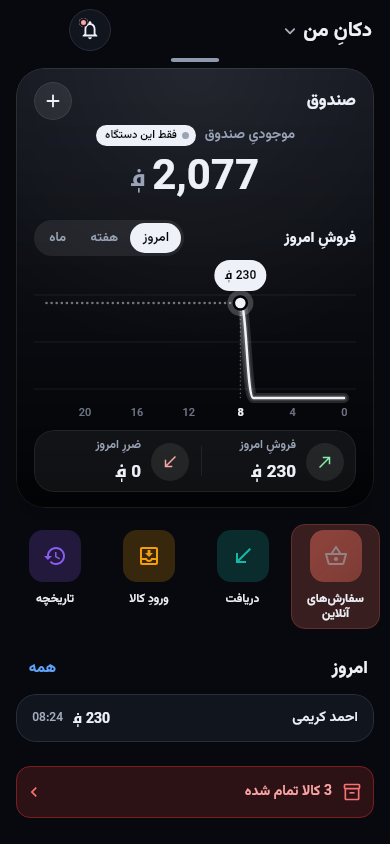 دکانِ من
صندوق
موجودیِ صندوق
فقط این دستگاه
2,077 ؋
فروشِ امروز
امروز
هفته
ماه
230 ؋
0 4 8 12 16 20
فروشِ امروز
230 ؋
ضررِ امروز
0 ؋
سفارش‌های
آنلاین
دریافت
ورودِ کالا
تاریخچه
امروز
همه
احمد کریمی
230 ؋
08:24
3 کالا تمام شده